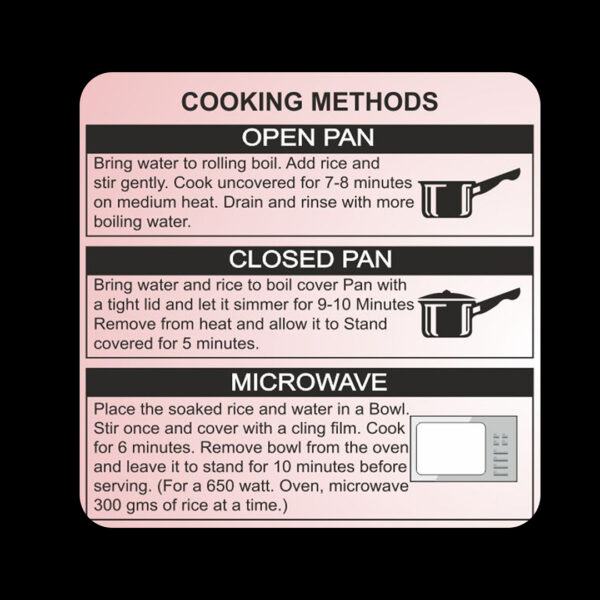 COOKING METHODS
OPEN PAN
Bring water to rolling boil. Add rice and
stir gently. Cook uncovered for 7-8 minutes
on medium heat. Drain and rinse with more
boiling water.
CLOSED PAN
Bring water and rice to boil cover Pan with
a tight lid and let it simmer for 9-10 Minutes
Remove from heat and allow it to Stand
covered for 5 minutes.
MICROWAVE
Place the soaked rice and water in a Bowl.
Stir once and cover with a cling film. Cook
for 6 minutes. Remove bowl from the oven
and leave it to stand for 10 minutes before
serving. (For a 650 watt. Oven, microwave
300 gms of rice at a time.)